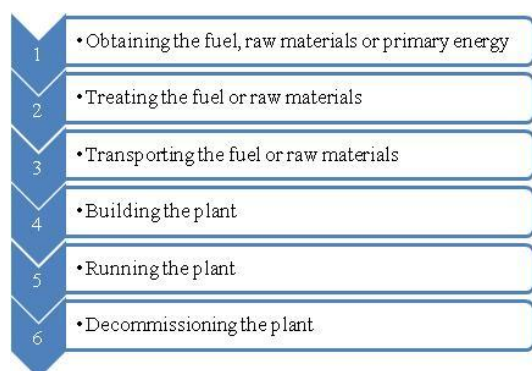 1 •Obtaining the fuel, raw materials or primary energy
2 •Treating the fuel or raw materials
3 •Transporting the fuel or raw materials
4 •Building the plant
5 •Running the plant
6 •Decommissioning the plant